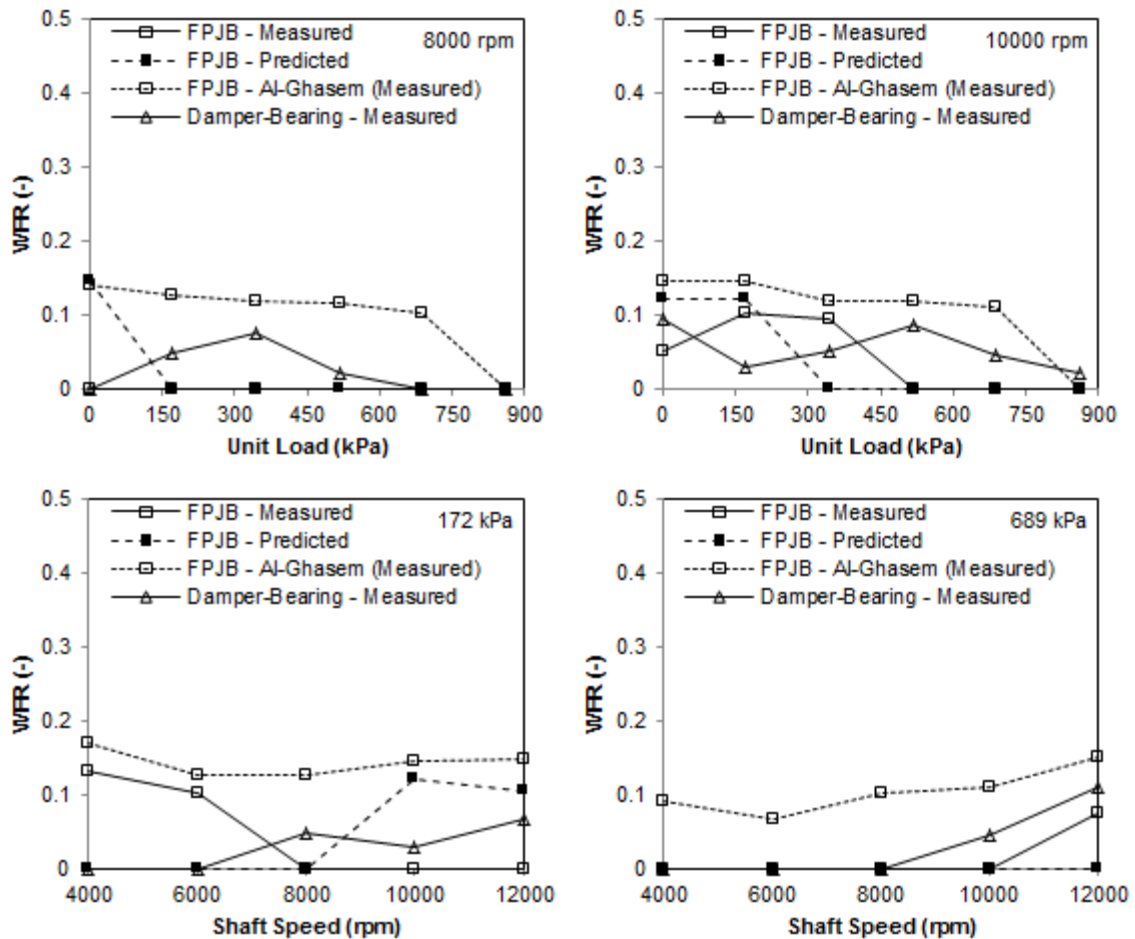 0.5
0.4
0.3
0.2
0.1
0
WFR (-)
FPJB - Measured
FPJB - Predicted
FPJB - Al-Ghasem (Measured)
Damper-Bearing - Measured
8000 rpm
0 150 300 450 600 750 900
Unit Load (kPa)
0.5
0.4
0.3
0.2
0.1
0
WFR (-)
FPJB - Measured
FPJB - Predicted
FPJB - Al-Ghasem (Measured)
Damper-Bearing - Measured
10000 rpm
0 150 300 450 600 750 900
Unit Load (kPa)
0.5
0.4
0.3
0.2
0.1
0
WFR (-)
FPJB - Measured
FPJB - Predicted
FPJB - Al-Ghasem (Measured)
Damper-Bearing - Measured
172 kPa
4000 6000 8000 10000 12000
Shaft Speed (rpm)
0.5
0.4
0.3
0.2
0.1
0
WFR (-)
FPJB - Measured
FPJB - Predicted
FPJB - Al-Ghasem (Measured)
Damper-Bearing - Measured
689 kPa
4000 6000 8000 10000 12000
Shaft Speed (rpm)